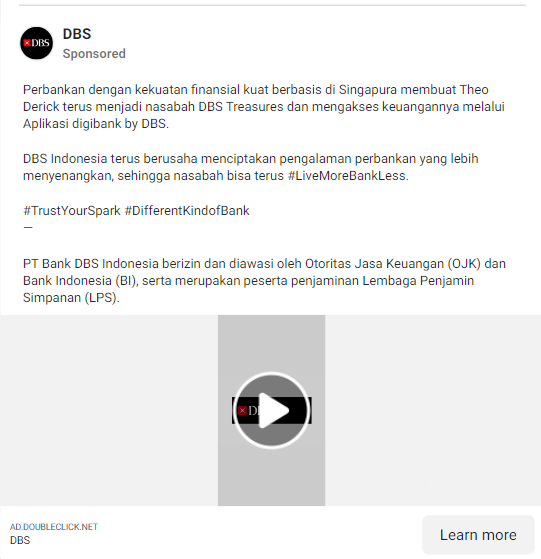 DBS
DBS
Sponsored
Perbankan dengan kekuatan finansial kuat berbasis di Singapura membuat Theo
Derick terus menjadi nasabah DBS Treasures dan mengakses keuangannya melalui
Aplikasi digibank by DBS.
DBS Indonesia terus berusaha menciptakan pengalaman perbankan yang lebih
menyenangkan, sehingga nasabah bisa terus #LiveMoreBankLess.
#TrustYourSpark #DifferentKindofBank
—
PT Bank DBS Indonesia berizin dan diawasi oleh Otoritas Jasa Keuangan (OJK) dan
Bank Indonesia (BI), serta merupakan peserta penjaminan Lembaga Penjamin
Simpanan (LPS).
AD.DOUBLECLICK.NET
DBS
Learn more